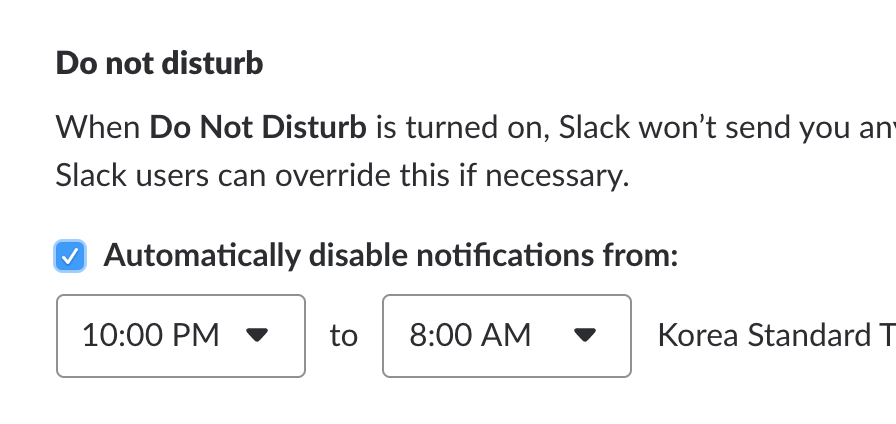 Do not disturb
When Do Not Disturb is turned on, Slack won’t send you
Slack users can override this if necessary.
Automatically disable notifications from:
10:00 PM to 8:00 AM Korea Standard